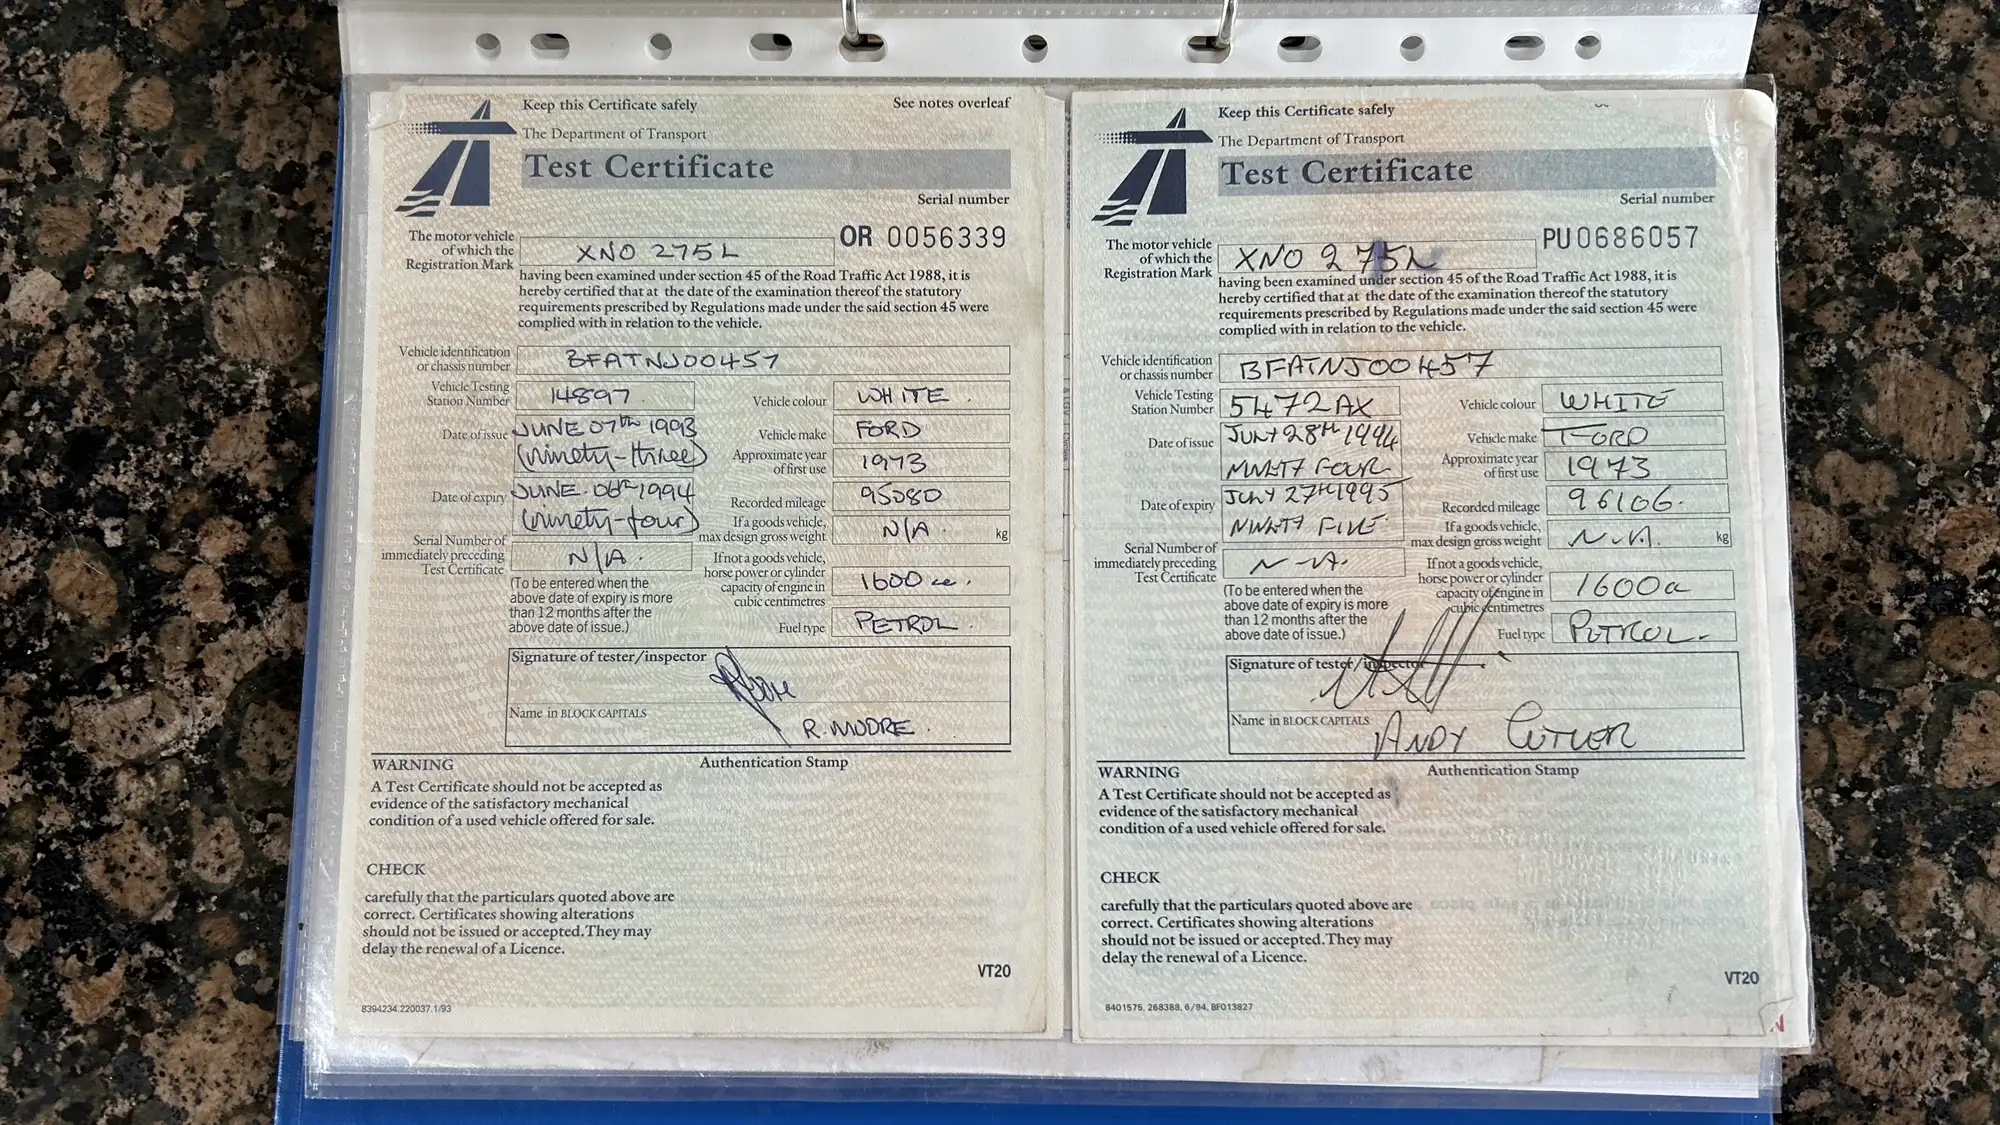 Keep this Certificate safely
See notes overleaf
The Department of Transport
Test Certificate
Serial number
OR 0056339
The motor vehicle
of which the
Registration Mark
XNO 275L
having been examined under section 45 of the Road Traffic Act 1988, it is
hereby certified that at the date of the examination thereof the statutory
requirements prescribed by Regulations made under the said section 45 were
complied with in relation to the vehicle.
Vehicle identification
or chassis number
BFATNJ00457
Vehicle Testing
Station Number
14897.
Vehicle colour
WHITE.
Date of issue
JUNE 07th 1993
(ninety-three)
Vehicle make
FORD
Approximate year
of first use
1973
Date of expiry
JUNE. 06th 1994
(ninety-four)
Recorded mileage
95080
If a goods vehicle,
max design gross weight
N/A.
kg
Serial Number of
immediately preceding
Test Certificate
N/A.
(To be entered when the
above date of expiry is more
than 12 months after the
above date of issue.)
If not a goods vehicle,
horse power or cylinder
capacity of engine in
cubic centimetres
1600 cc.
Fuel type
PETROL.
Signature of tester/inspector
Name in BLOCK CAPITALS
R. MOORE.
WARNING
Authentication Stamp
A Test Certificate should not be accepted as
evidence of the satisfactory mechanical
condition of a used vehicle offered for sale.
CHECK
carefully that the particulars quoted above are
correct. Certificates showing alterations
should not be issued or accepted. They may
delay the renewal of a Licence.
VT20
8394234.220037.1/93
Keep this Certificate safely
The Department of Transport
Test Certificate
Serial number
PU 0686057
The motor vehicle
of which the
Registration Mark
XNO 275L
having been examined under section 45 of the Road Traffic Act 1988, it is
hereby certified that at the date of the examination thereof the statutory
requirements prescribed by Regulations made under the said section 45 were
complied with in relation to the vehicle.
Vehicle identification
or chassis number
BFATNJ00457
Vehicle Testing
Station Number
5472AX
Vehicle colour
WHITE
Date of issue
JULY 28TH 1994
NINETY FOUR
Vehicle make
FORD
Approximate year
of first use
1973
Date of expiry
JULY 27TH 1995
NINETY FIVE
Recorded mileage
96106.
If a goods vehicle,
max design gross weight
N.A.
kg
Serial Number of
immediately preceding
Test Certificate
N-A.
(To be entered when the
above date of expiry is more
than 12 months after the
above date of issue.)
If not a goods vehicle,
horse power or cylinder
capacity of engine in
cubic centimetres
1600cc
Fuel type
PETROL.
Signature of tester/inspector
Name in BLOCK CAPITALS
ANDY CUTLER
WARNING
Authentication Stamp
A Test Certificate should not be accepted as
evidence of the satisfactory mechanical
condition of a used vehicle offered for sale.
CHECK
carefully that the particulars quoted above are
correct. Certificates showing alterations
should not be issued or accepted. They may
delay the renewal of a Licence.
VT20
8401575, 268388, 6/94, BF013827